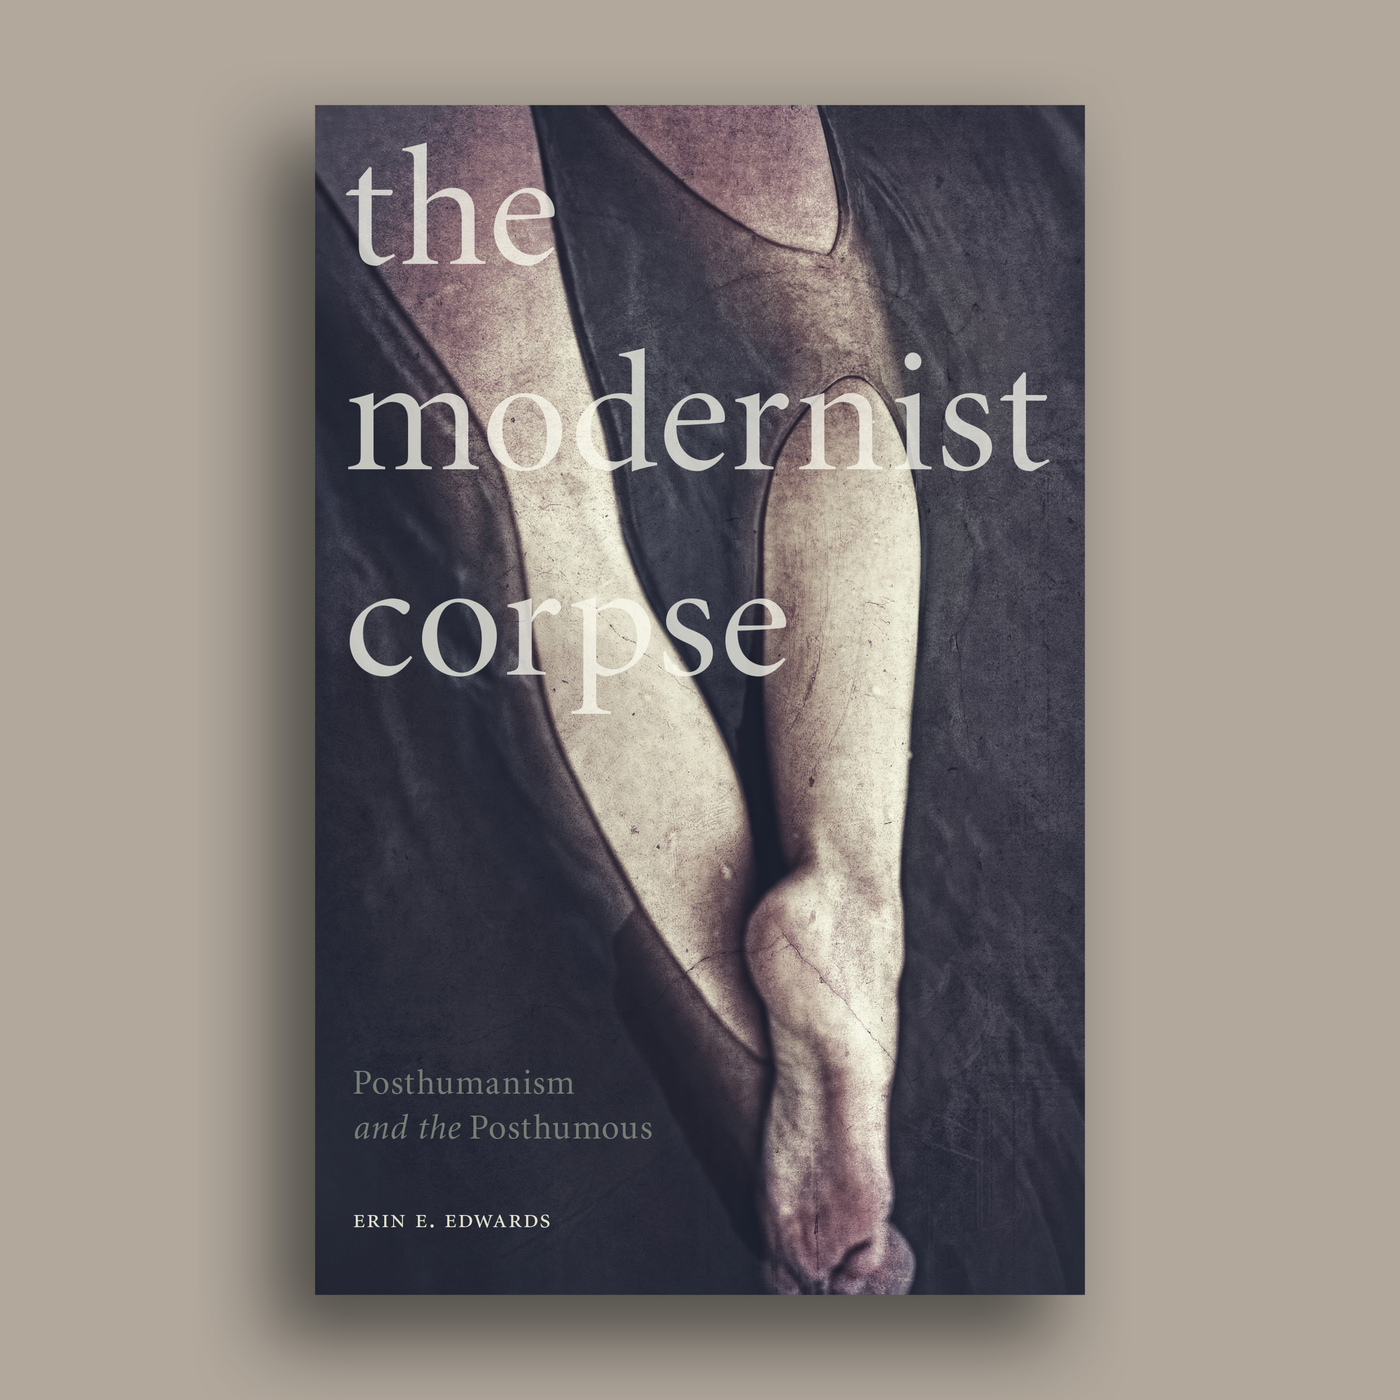 the
modernist
corpse
Posthumanism
and the Posthumous
ERIN E. EDWARDS